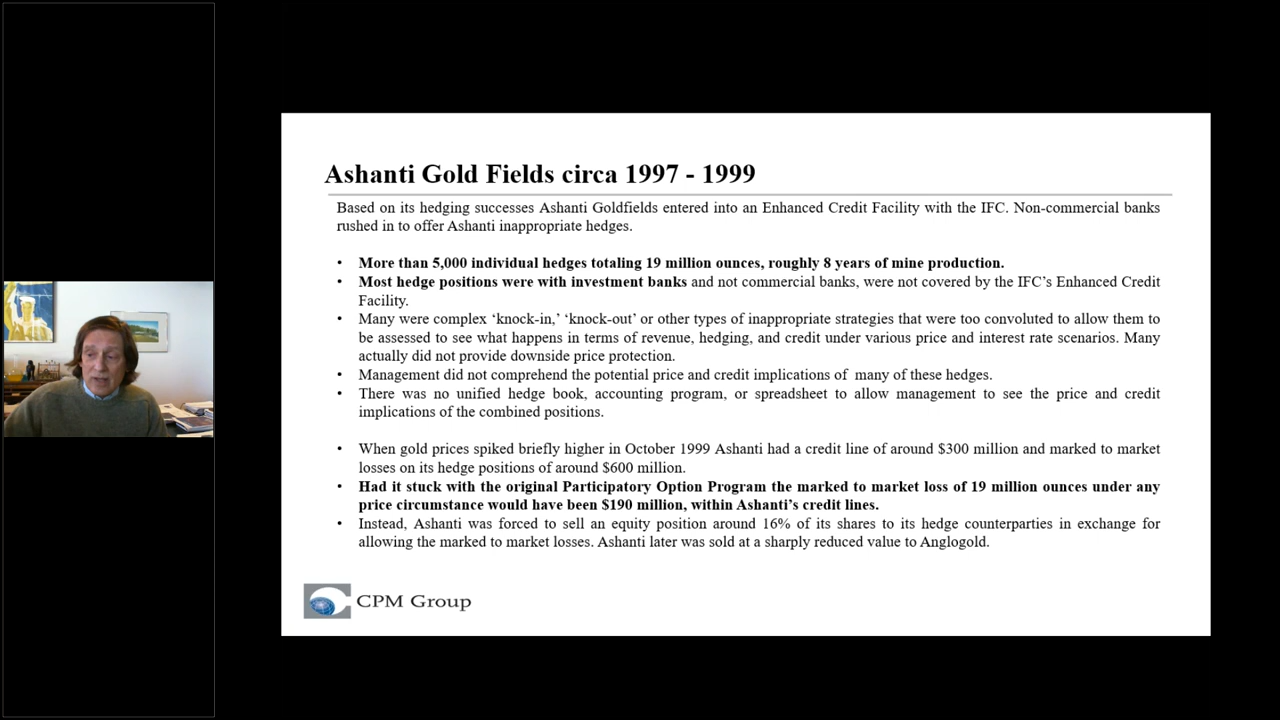 Ashanti Gold Fields circa 1997 - 1999
Based on its hedging successes Ashanti Goldfields entered into an Enhanced Credit Facility with the IFC. Non-commercial banks
rushed in to offer Ashanti inappropriate hedges.
• More than 5,000 individual hedges totaling 19 million ounces, roughly 8 years of mine production.
• Most hedge positions were with investment banks and not commercial banks, were not covered by the IFC's Enhanced Credit
Facility.
• Many were complex 'knock-in,' 'knock-out' or other types of inappropriate strategies that were too convoluted to allow them to
be assessed to see what happens in terms of revenue, hedging, and credit under various price and interest rate scenarios. Many
actually did not provide downside price protection.
• Management did not comprehend the potential price and credit implications of many of these hedges.
• There was no unified hedge book, accounting program, or spreadsheet to allow management to see the price and credit
implications of the combined positions.
• When gold prices spiked briefly higher in October 1999 Ashanti had a credit line of around $300 million and marked to market
losses on its hedge positions of around $600 million.
• Had it stuck with the original Participatory Option Program the marked to market loss of 19 million ounces under any
price circumstance would have been $190 million, within Ashanti's credit lines.
• Instead, Ashanti was forced to sell an equity position around 16% of its shares to its hedge counterparties in exchange for
allowing the marked to market losses. Ashanti later was sold at a sharply reduced value to Anglogold.
CPM Group